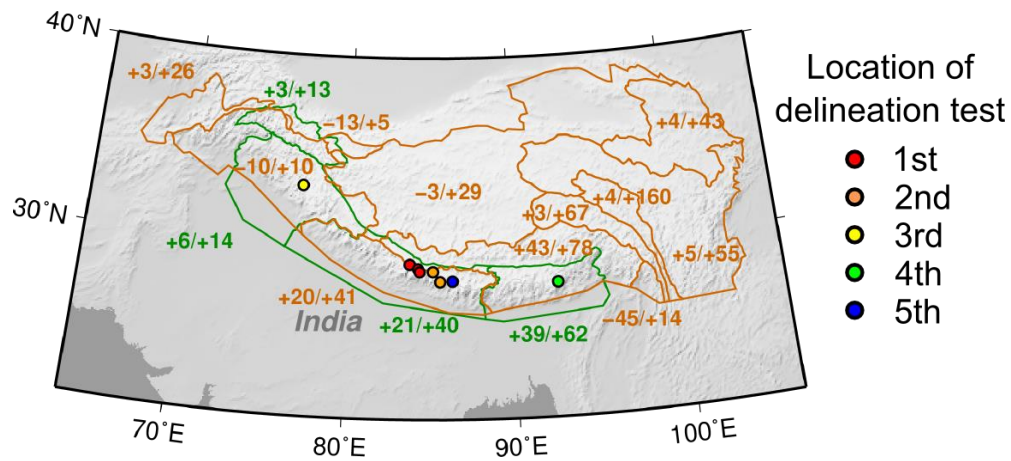 40˚N
+3/+26
+3/+13
−13/+5
+4/+43
−10/+10
−3/+29
+4/+160
30˚N
+3/+67
+6/+14
+43/+78
+5/+55
+20/+41
India
+21/+40
+39/+62
−45/+14
70˚E
80˚E
90˚E
100˚E
Location of
delineation test
1st
2nd
3rd
4th
5th